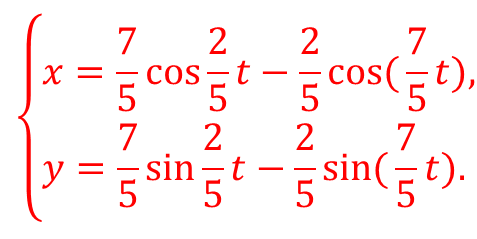 x = 7/5 cos 2/5 t − 2/5 cos(7/5 t),
y = 7/5 sin 2/5 t − 2/5 sin(7/5 t).